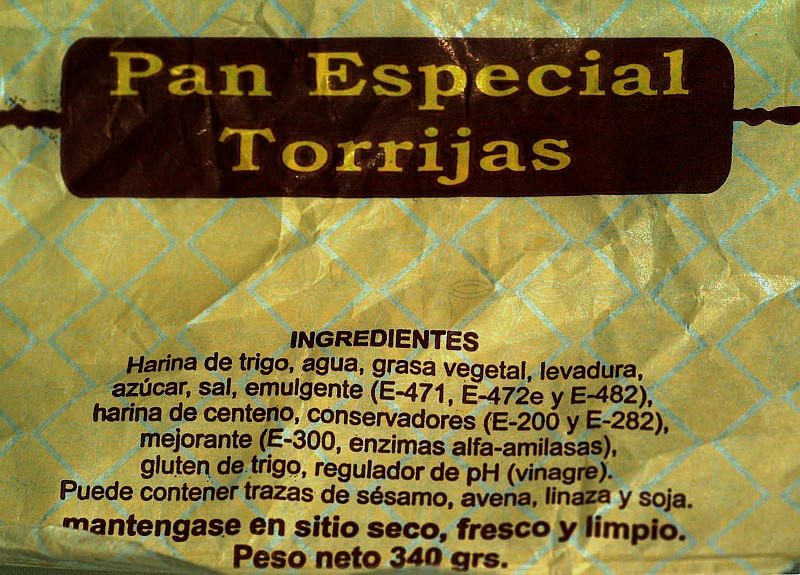 Pan Especial
Torrijas
INGREDIENTES
Harina de trigo, agua, grasa vegetal, levadura,
azúcar, sal, emulgente (E-471, E-472e y E-482),
harina de centeno, conservadores (E-200 y E-282),
mejorante (E-300, enzimas alfa-amilasas),
gluten de trigo, regulador de pH (vinagre).
Puede contener trazas de sésamo, avena, linaza y soja.
mantengase en sitio seco, fresco y limpio.
Peso neto 340 grs.